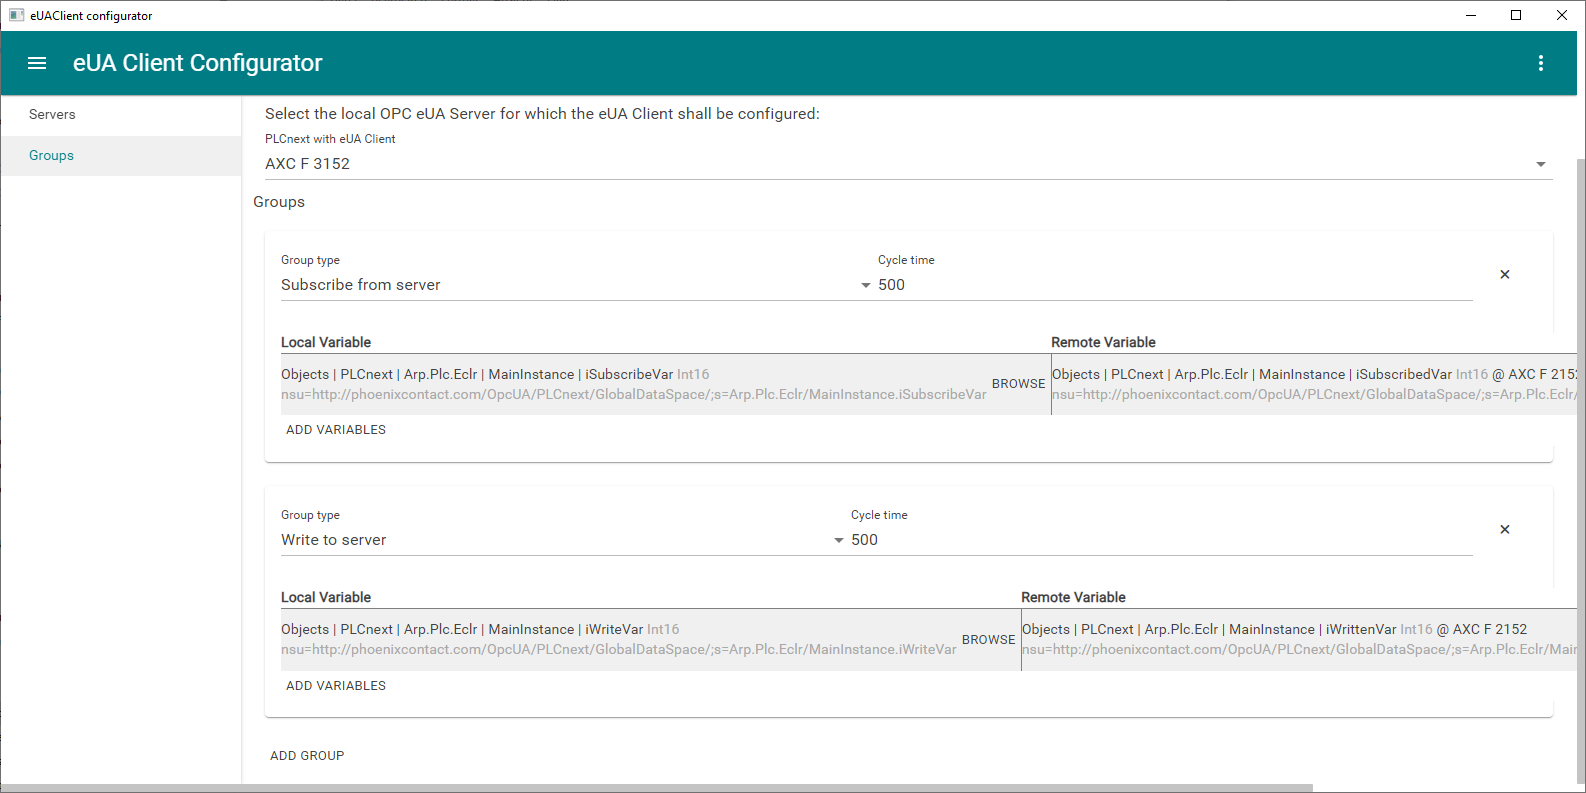 eUAClient configurator
eUA Client Configurator
Servers
Groups
Select the local OPC eUA Server for which the eUA Client shall be configured:
PLCnext with eUA Client
AXC F 3152
Groups
Group type
Cycle time
Subscribe from server
500
Local Variable
Remote Variable
Objects | PLCnext | Arp.Plc.Eclr | MainInstance | iSubscribeVar Int16
nsu=http://phoenixcontact.com/OpcUA/PLCnext/GlobalDataSpace/;s=Arp.Plc.Eclr/MainInstance.iSubscribeVar
BROWSE
Objects | PLCnext | Arp.Plc.Eclr | MainInstance | iSubscribedVar Int16 @ AXC F 2152
nsu=http://phoenixcontact.com/OpcUA/PLCnext/GlobalDataSpace/;s=Arp.Plc.Eclr/
ADD VARIABLES
Group type
Cycle time
Write to server
500
Local Variable
Remote Variable
Objects | PLCnext | Arp.Plc.Eclr | MainInstance | iWriteVar Int16
nsu=http://phoenixcontact.com/OpcUA/PLCnext/GlobalDataSpace/;s=Arp.Plc.Eclr/MainInstance.iWriteVar
BROWSE
Objects | PLCnext | Arp.Plc.Eclr | MainInstance | iWrittenVar Int16 @ AXC F 2152
nsu=http://phoenixcontact.com/OpcUA/PLCnext/GlobalDataSpace/;s=Arp.Plc.Eclr/Mai
ADD VARIABLES
ADD GROUP